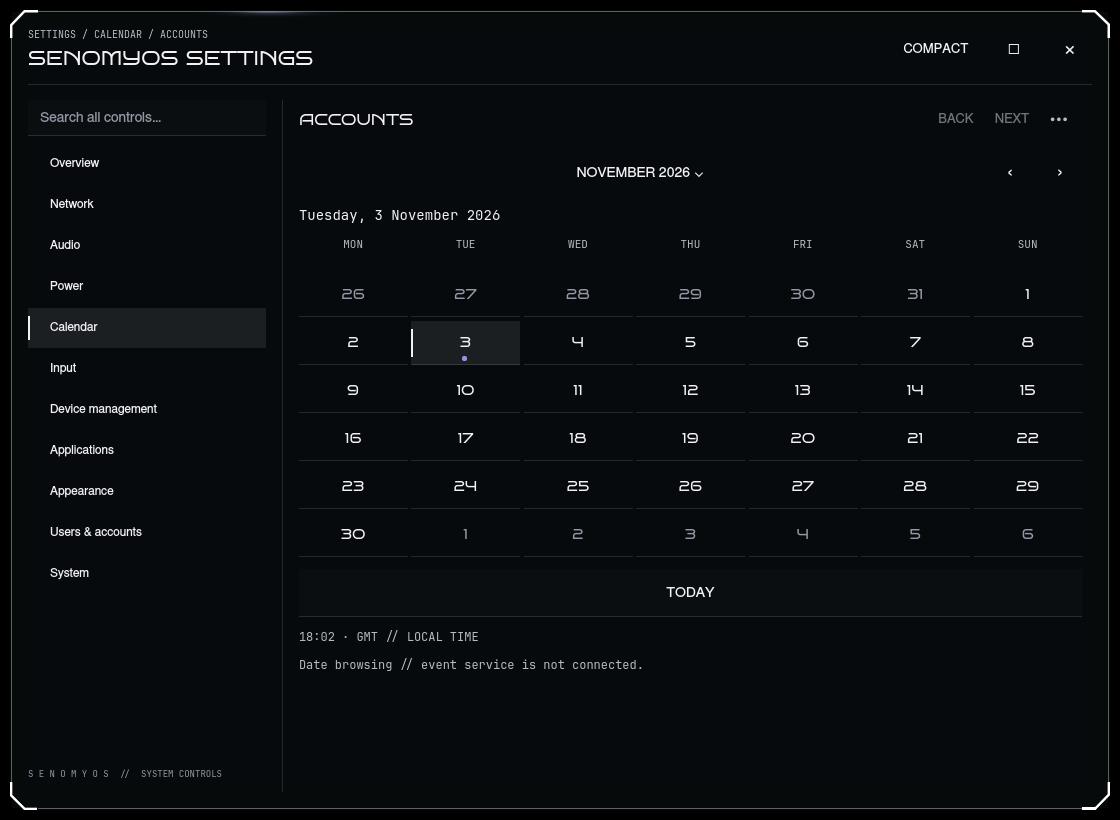 SETTINGS / CALENDAR / ACCOUNTS
SENOMYOS SETTINGS
COMPACT
Search all controls...
ACCOUNTS
BACK NEXT •••
Overview
Network
Audio
Power
Calendar
Input
Device management
Applications
Appearance
Users & accounts
System
NOVEMBER 2026
Tuesday, 3 November 2026
MON TUE WED THU FRI SAT SUN
26 27 28 29 30 31 1
2 3 4 5 6 7 8
9 10 11 12 13 14 15
16 17 18 19 20 21 22
23 24 25 26 27 28 29
30 1 2 3 4 5 6
TODAY
18:02 · GMT // LOCAL TIME
Date browsing // event service is not connected.
SENOMYOS // SYSTEM CONTROLS